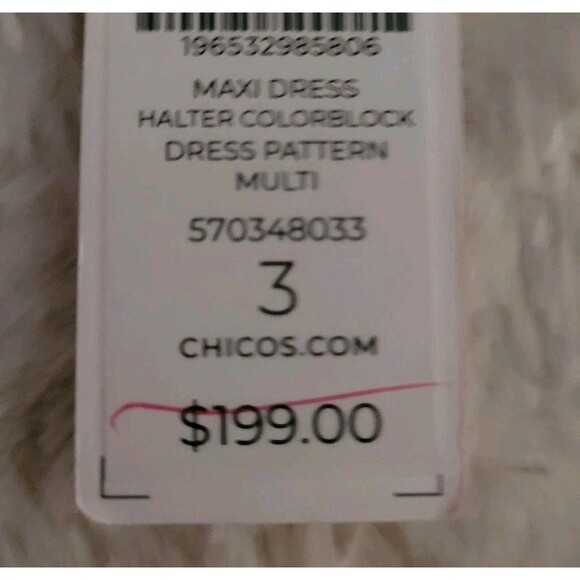 196532985806
MAXI DRESS
HALTER COLORBLOCK
DRESS PATTERN
MULTI
570348033
3
CHICOS.COM
$199.00